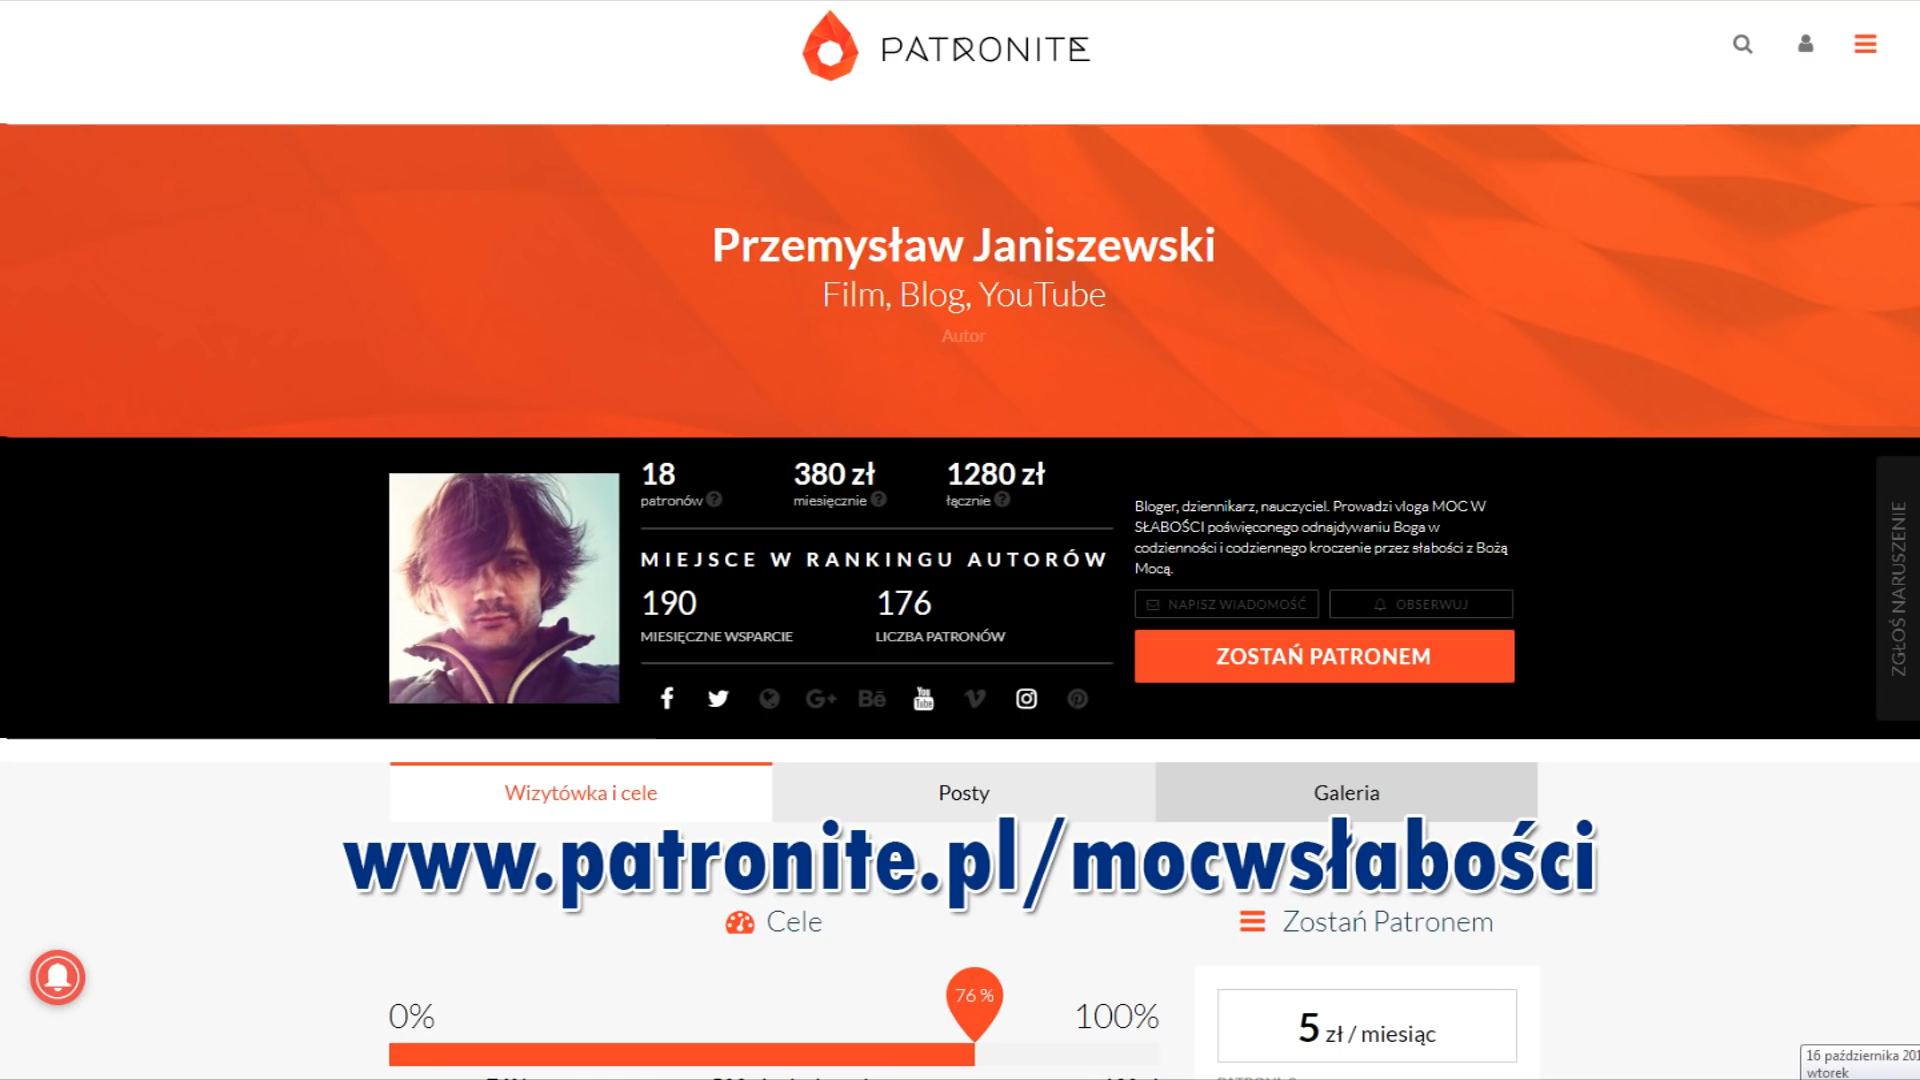 PATRONITE
Przemysław Janiszewski
Film, Blog, YouTube
Autor
18
patronów
380 zł
miesięcznie
1280 zł
łącznie
MIEJSCE W RANKINGU AUTORÓW
190
MIESIĘCZNE WSPARCIE
176
LICZBA PATRONÓW
Bloger, dziennikarz, nauczyciel. Prowadzi vloga MOC W
SŁABOŚCI poświęconego odnajdywaniu Boga w
codzienności i codziennego kroczenie przez słabości z Bożą
Mocą.
NAPISZ WIADOMOŚĆ
OBSERWUJ
ZOSTAŃ PATRONEM
ZGŁOŚ NARUSZENIE
Wizytówka i cele
Posty
Galeria
www.patronite.pl/mocwsłabości
Cele
Zostań Patronem
0%
76 %
100%
5 zł / miesiąc
16 października 201
wtorek